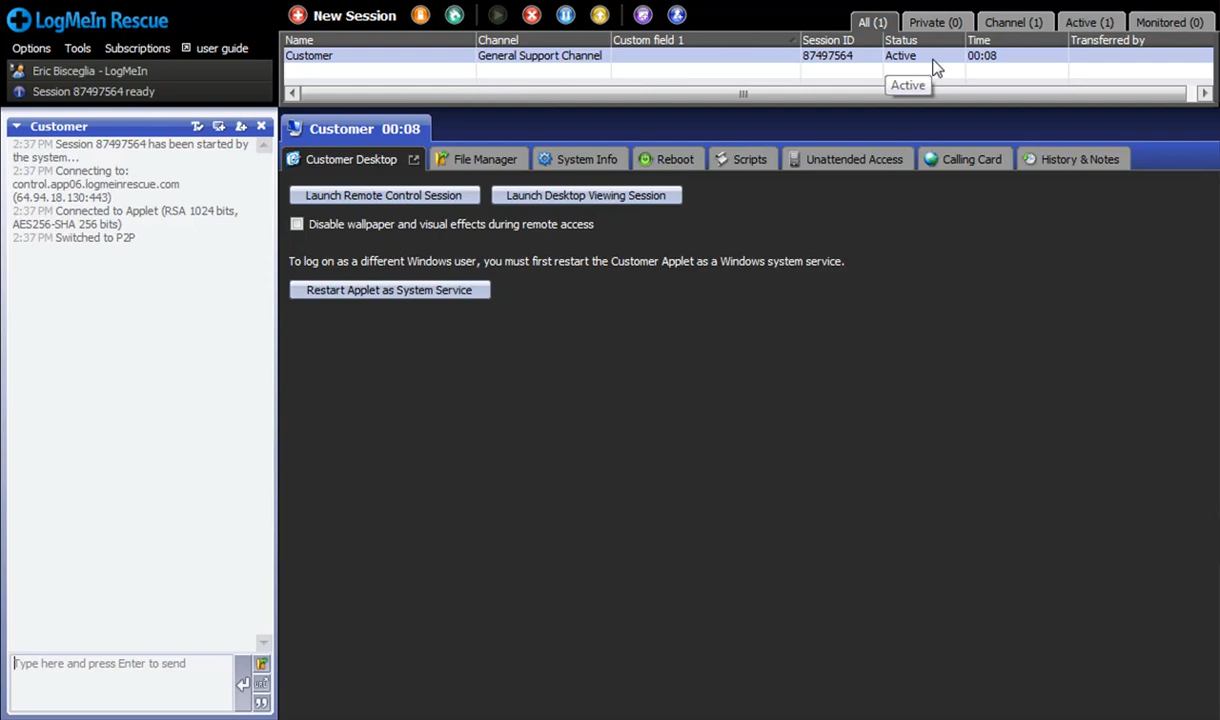 LogMeIn Rescue
Options Tools Subscriptions user guide
Eric Bisceglia - LogMeIn
Session 87497564 ready
New Session
All (1) Private (0) Channel (1) Active (1) Monitored (0)
Name Channel Custom field 1 Session ID Status Time Transferred by
Customer General Support Channel 87497564 Active 00:08
Active
Customer
2:37 PM Session 87497564 has been started by
the system...
2:37 PM Connecting to:
control.app06.logmeinrescue.com
(64.94.18.130:443)
2:37 PM Connected to Applet (RSA 1024 bits,
AES256-SHA 256 bits)
2:37 PM Switched to P2P
Type here and press Enter to send
URL
Customer 00:08
Customer Desktop File Manager System Info Reboot Scripts Unattended Access Calling Card History & Notes
Launch Remote Control Session Launch Desktop Viewing Session
Disable wallpaper and visual effects during remote access
To log on as a different Windows user, you must first restart the Customer Applet as a Windows system service.
Restart Applet as System Service